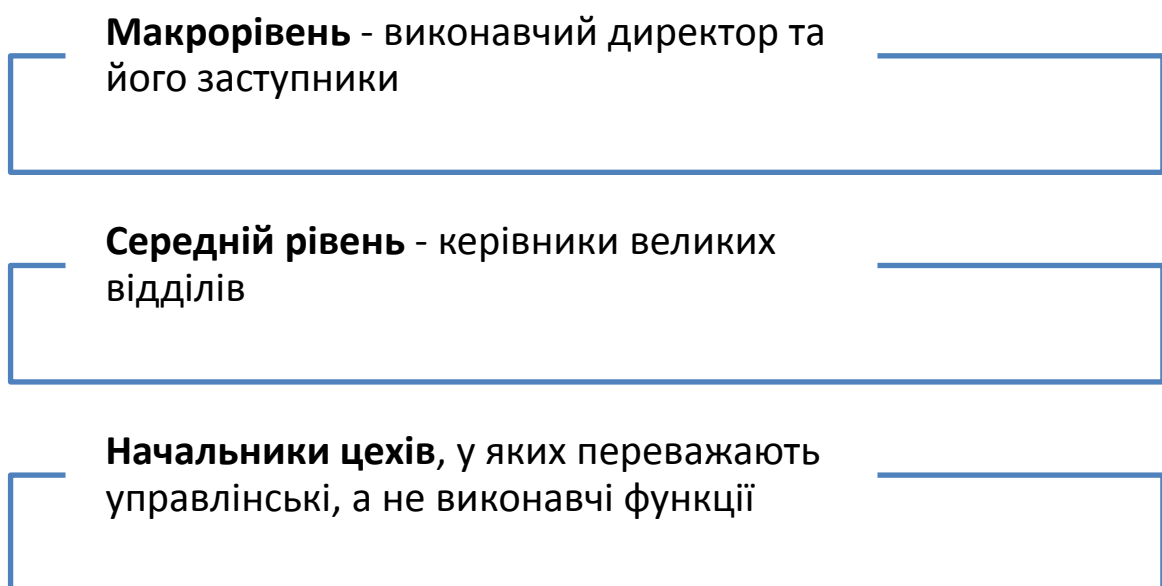 Макрорівень - виконавчий директор та
його заступники
Середній рівень - керівники великих
відділів
Начальники цехів, у яких переважають
управлінські, а не виконавчі функції